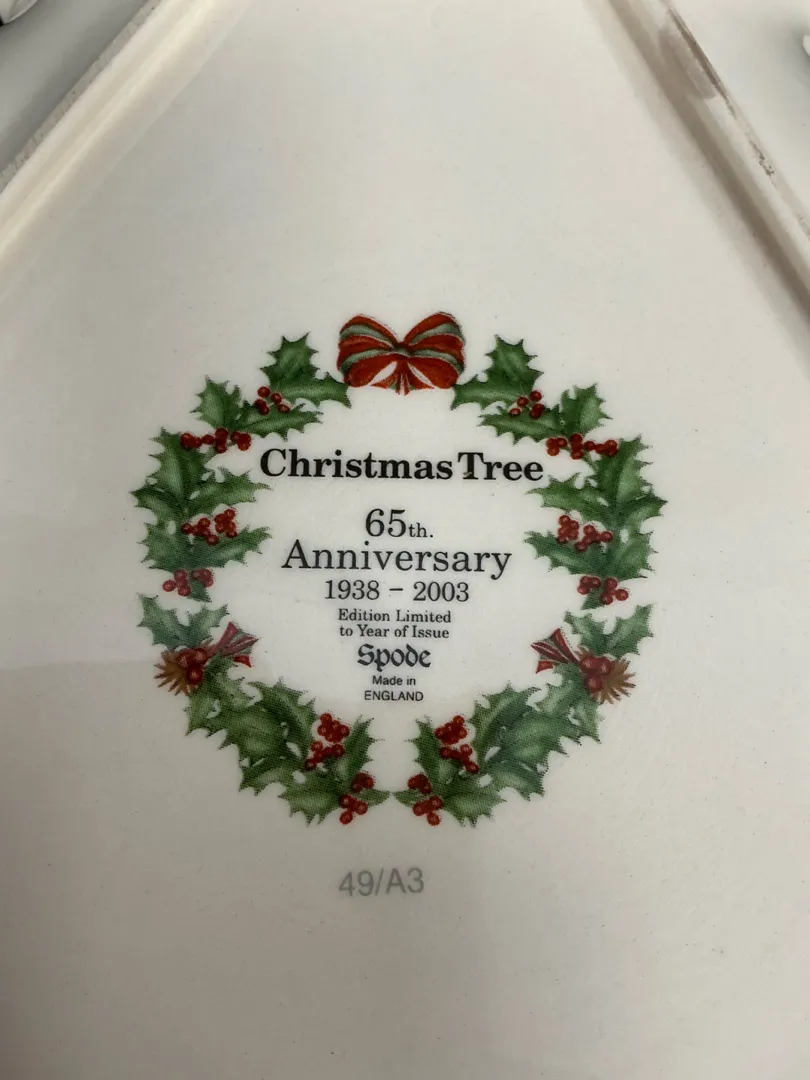 Christmas Tree
65th.
Anniversary
1938 - 2003
Edition Limited
to Year of Issue
Spode
Made in
ENGLAND
49/A3